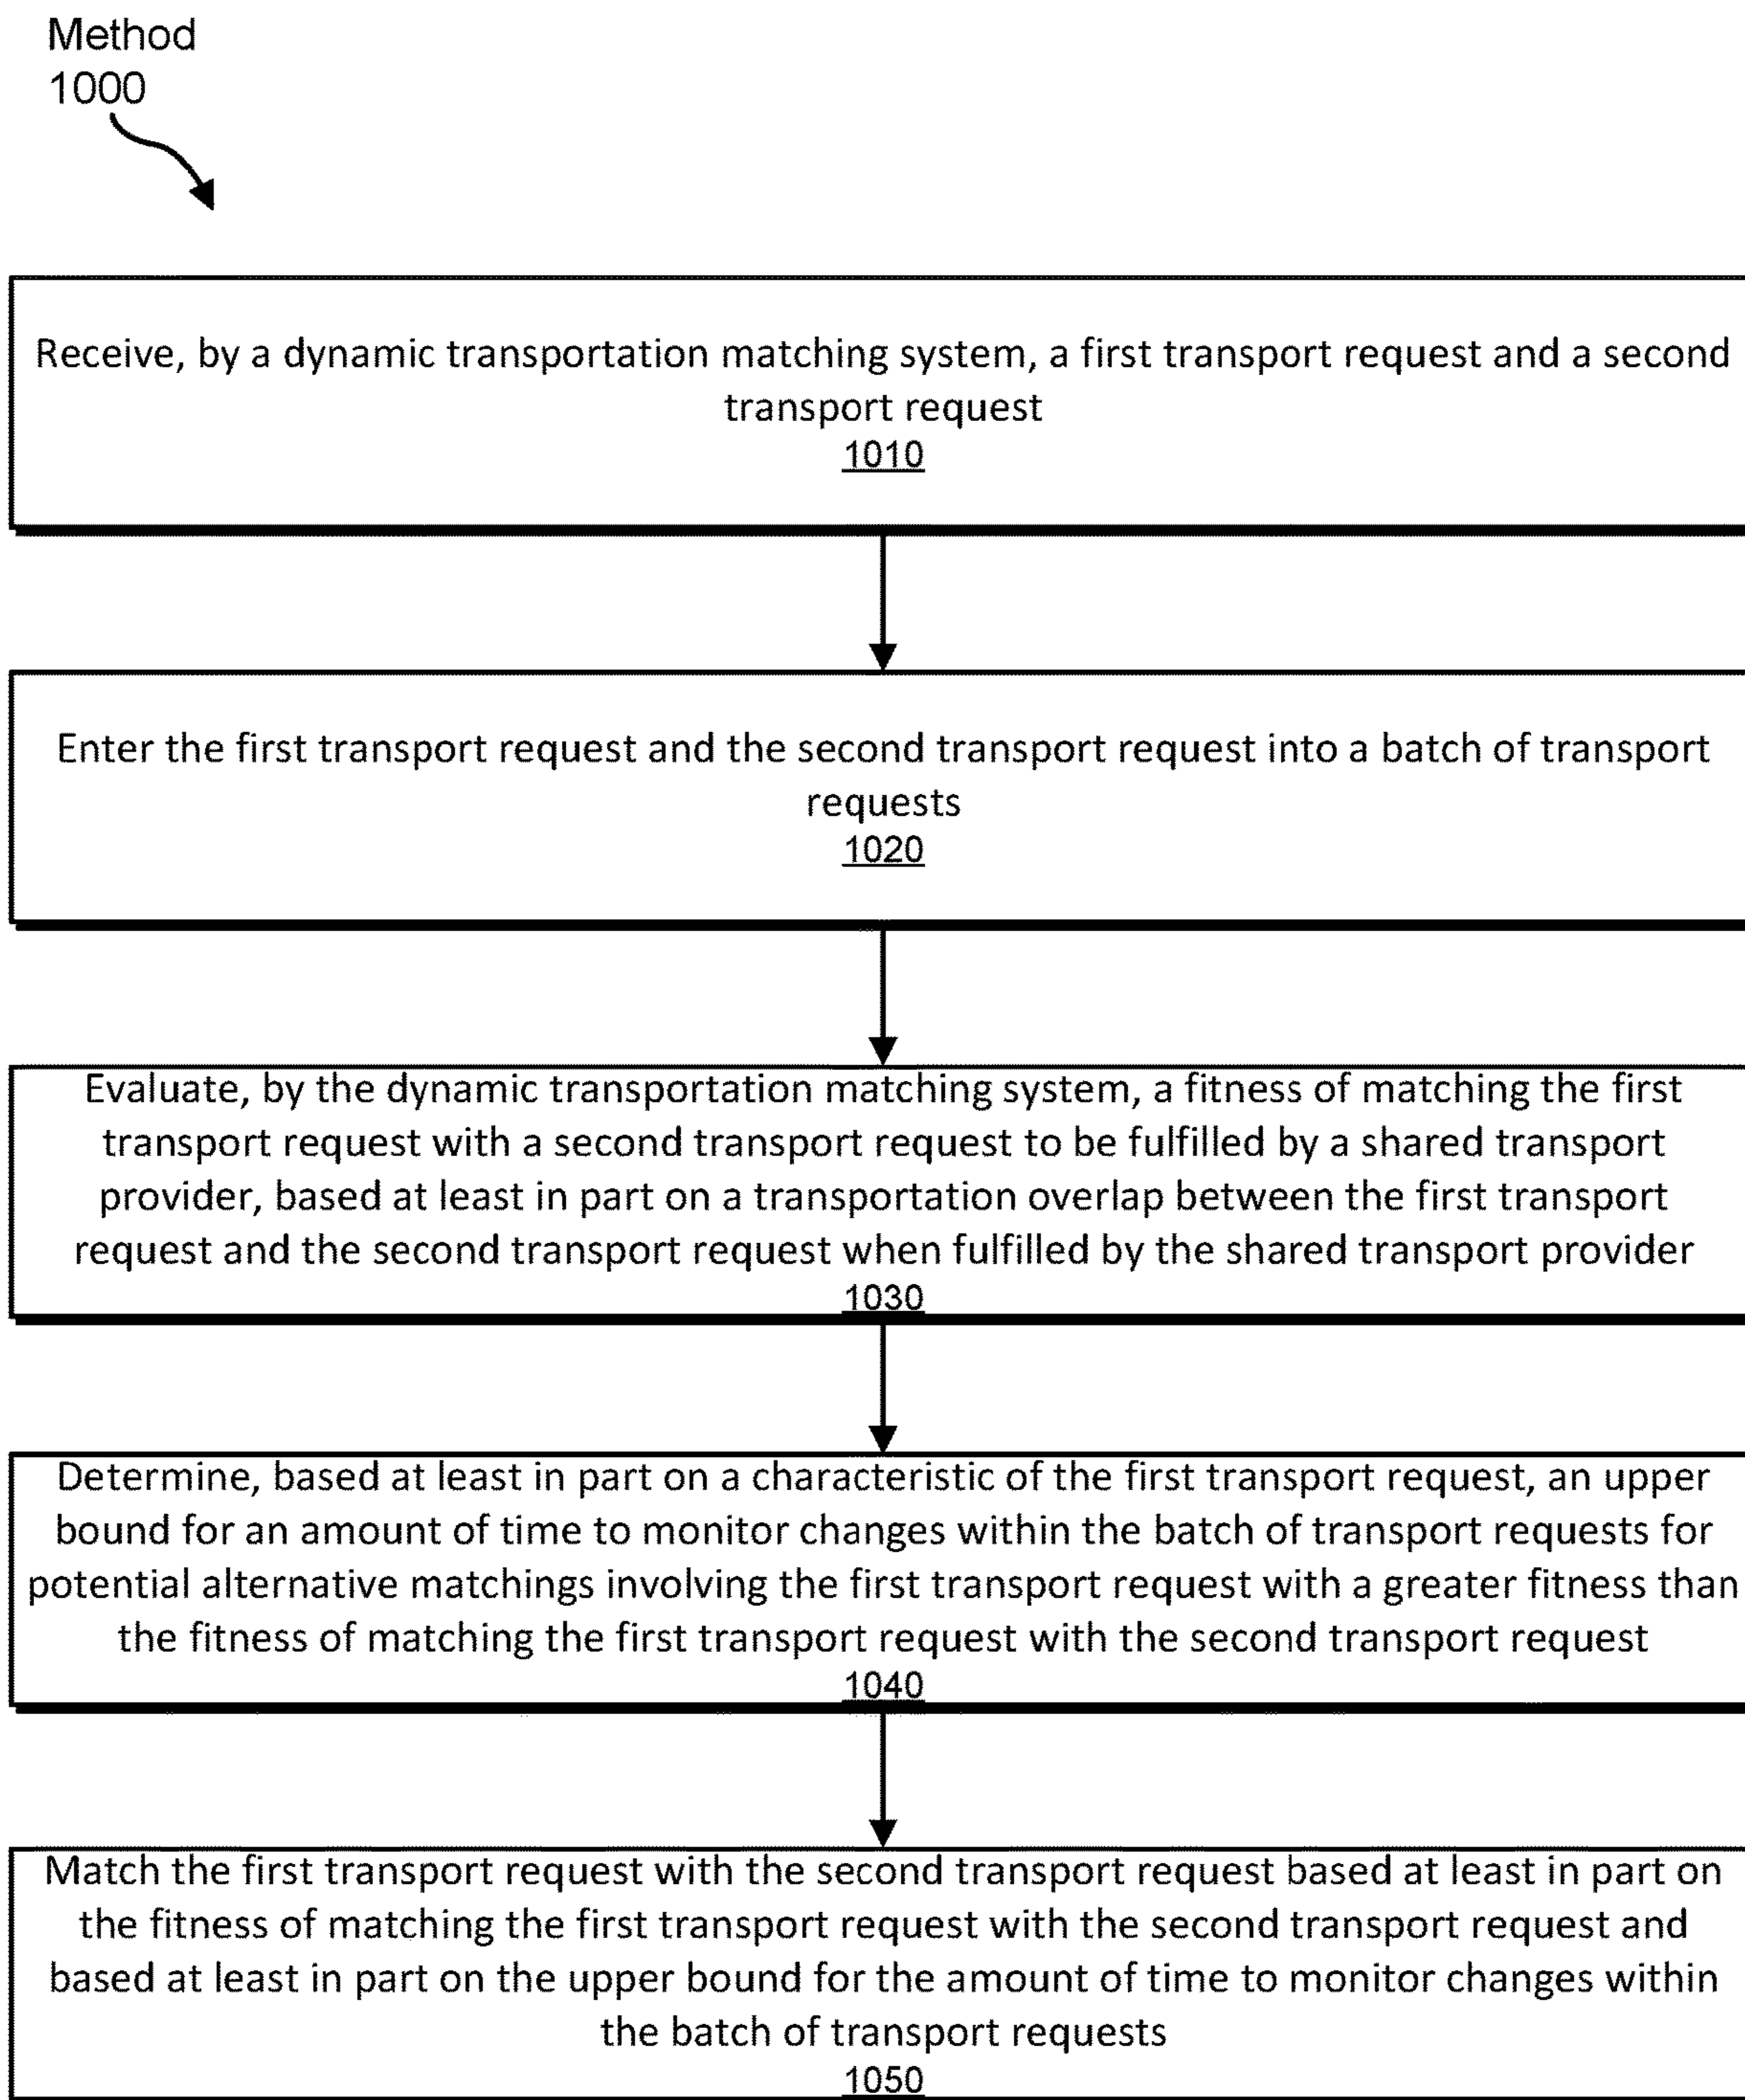 Method
1000
Receive, by a dynamic transportation matching system, a first transport request and a second
transport request
1010
Enter the first transport request and the second transport request into a batch of transport
requests
1020
Evaluate, by the dynamic transportation matching system, a fitness of matching the first
transport request with a second transport request to be fulfilled by a shared transport
provider, based at least in part on a transportation overlap between the first transport
request and the second transport request when fulfilled by the shared transport provider
1030
Determine, based at least in part on a characteristic of the first transport request, an upper
bound for an amount of time to monitor changes within the batch of transport requests for
potential alternative matchings involving the first transport request with a greater fitness than
the fitness of matching the first transport request with the second transport request
1040
Match the first transport request with the second transport request based at least in part on
the fitness of matching the first transport request with the second transport request and
based at least in part on the upper bound for the amount of time to monitor changes within
the batch of transport requests
1050